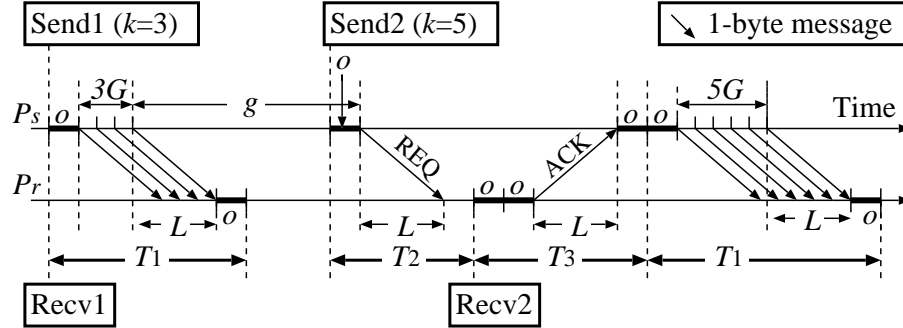 Send1 (k=3)
Send2 (k=5)
1-byte message
o
3G
g
5G
Time
Ps
o
o
o
REQ
ACK
Pr
o
o
o
o
L
L
L
L
T1
T2
T3
T1
Recv1
Recv2